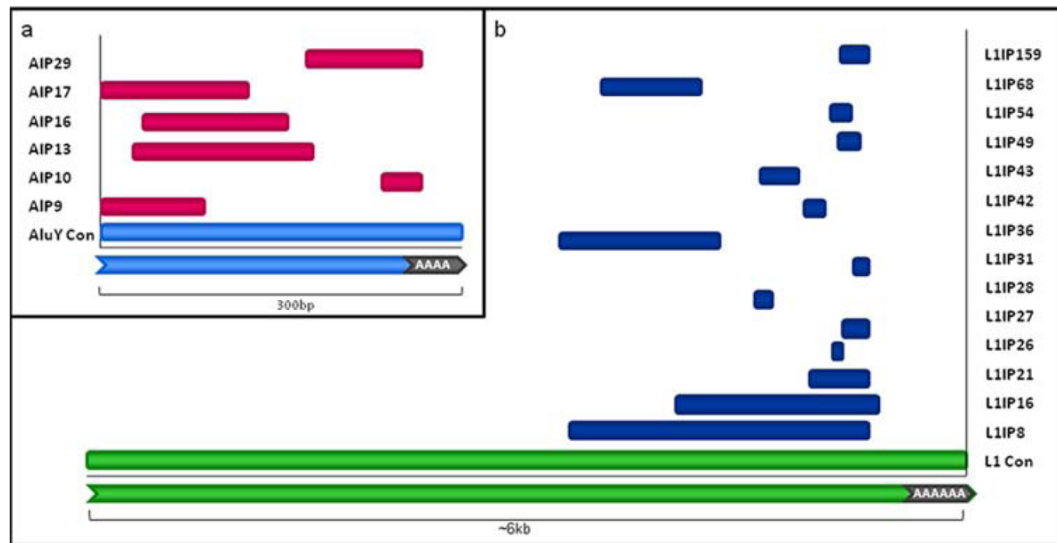 a
AIP29
AIP17
AIP16
AIP13
AIP10
AIP9
AluY Con
AAAA
300bp
b
L1IP159
L1IP68
L1IP54
L1IP49
L1IP43
L1IP42
L1IP36
L1IP31
L1IP28
L1IP27
L1IP26
L1IP21
L1IP16
L1IP8
L1 Con
AAAAAA
~6kb